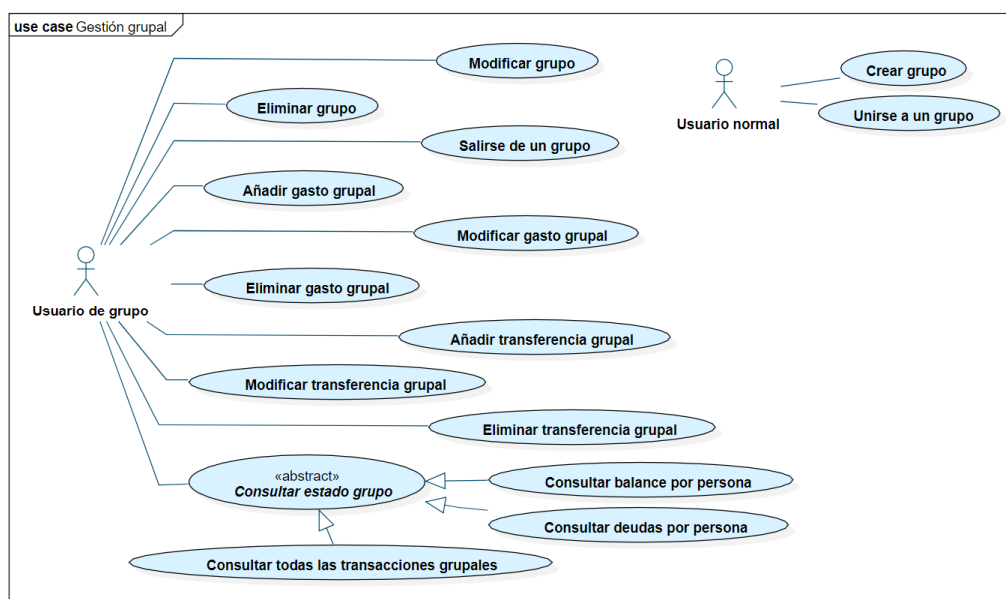 use case Gestión grupal
Modificar grupo
Crear grupo
Eliminar grupo
Unirse a un grupo
Usuario normal
Salirse de un grupo
Añadir gasto grupal
Modificar gasto grupal
Eliminar gasto grupal
Usuario de grupo
Añadir transferencia grupal
Modificar transferencia grupal
Eliminar transferencia grupal
«abstract»
Consultar estado grupo
Consultar balance por persona
Consultar deudas por persona
Consultar todas las transacciones grupales